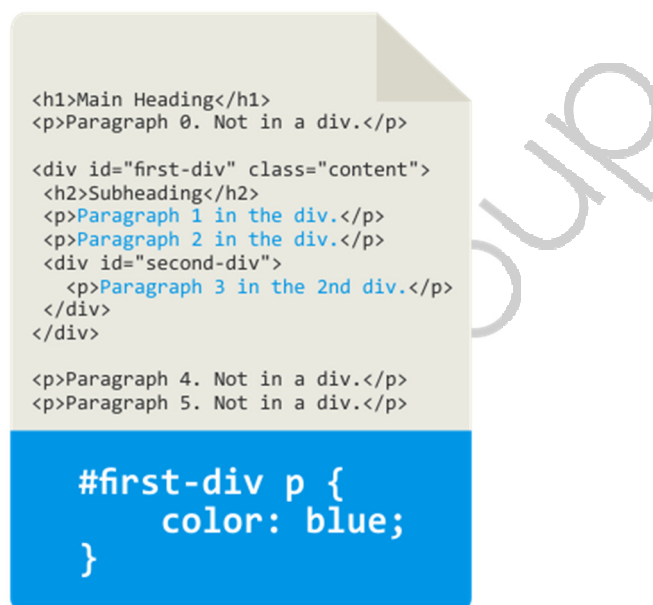 <h1>Main Heading</h1>
<p>Paragraph 0. Not in a div.</p>
<div id="first-div" class="content">
<h2>Subheading</h2>
<p>Paragraph 1 in the div.</p>
<p>Paragraph 2 in the div.</p>
<div id="second-div">
<p>Paragraph 3 in the 2nd div.</p>
</div>
</div>
<p>Paragraph 4. Not in a div.</p>
<p>Paragraph 5. Not in a div.</p>
#first-div p {
color: blue;
}